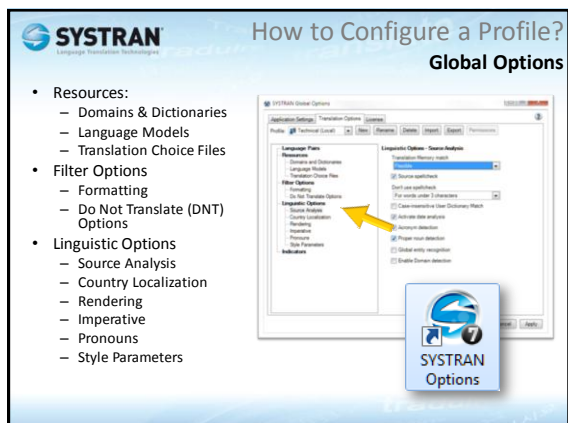 SYSTRAN
Language Translation Technologies
How to Configure a Profile?
Global Options
• Resources:
– Domains & Dictionaries
– Language Models
– Translation Choice Files
• Filter Options
– Formatting
– Do Not Translate (DNT)
Options
• Linguistic Options
– Source Analysis
– Country Localization
– Rendering
– Imperative
– Pronouns
– Style Parameters
SYSTRAN Global Options
Application Settings Translation Options License
Profile: Technical (Local) New Rename Delete Import Export Permissions
Language Pairs
Resources
Domains and Dictionaries
Language Models
Translation Choice Files
Filter Options
Formatting
Do Not Translate Options
Linguistic Options
Source Analysis
Country Localization
Rendering
Imperative
Pronouns
Style Parameters
Indicators
Linguistic Options - Source Analysis
Translation Memory match
Flexible
Source spellcheck
Don't use spellcheck
For words under 3 characters
Case-insensitive User Dictionary Match
Activate date analysis
Acronym detection
Proper noun detection
Global entity recognition
Enable Domain detection
Apply
7
SYSTRAN
Options